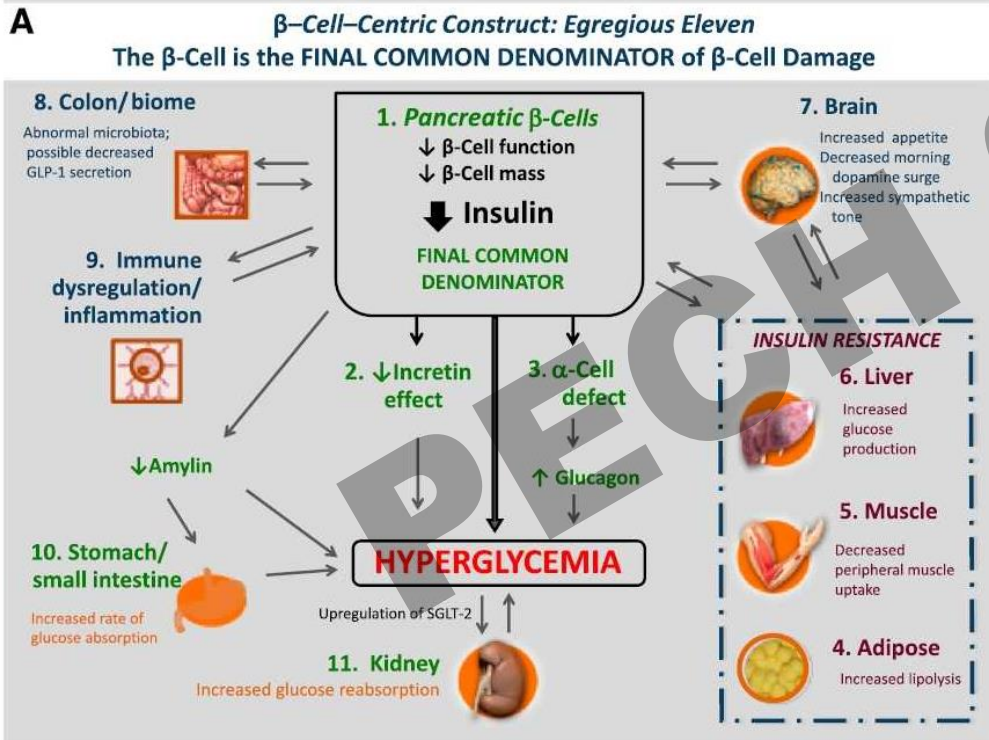 A
β–Cell–Centric Construct: Egregious Eleven
The β-Cell is the FINAL COMMON DENOMINATOR of β-Cell Damage
8. Colon/biome
Abnormal microbiota;
possible decreased
GLP-1 secretion
1. Pancreatic β-Cells
↓ β-Cell function
↓ β-Cell mass
↓ Insulin
FINAL COMMON
DENOMINATOR
7. Brain
Increased appetite
Decreased morning
dopamine surge
Increased sympathetic
tone
9. Immune
dysregulation/
inflammation
2. ↓Incretin
effect
3. α-Cell
defect
↑ Glucagon
↓Amylin
INSULIN RESISTANCE
6. Liver
Increased
glucose
production
5. Muscle
Decreased
peripheral muscle
uptake
4. Adipose
Increased lipolysis
10. Stomach/
small intestine
Increased rate of
glucose absorption
HYPERGLYCEMIA
Upregulation of SGLT-2
11. Kidney
Increased glucose reabsorption